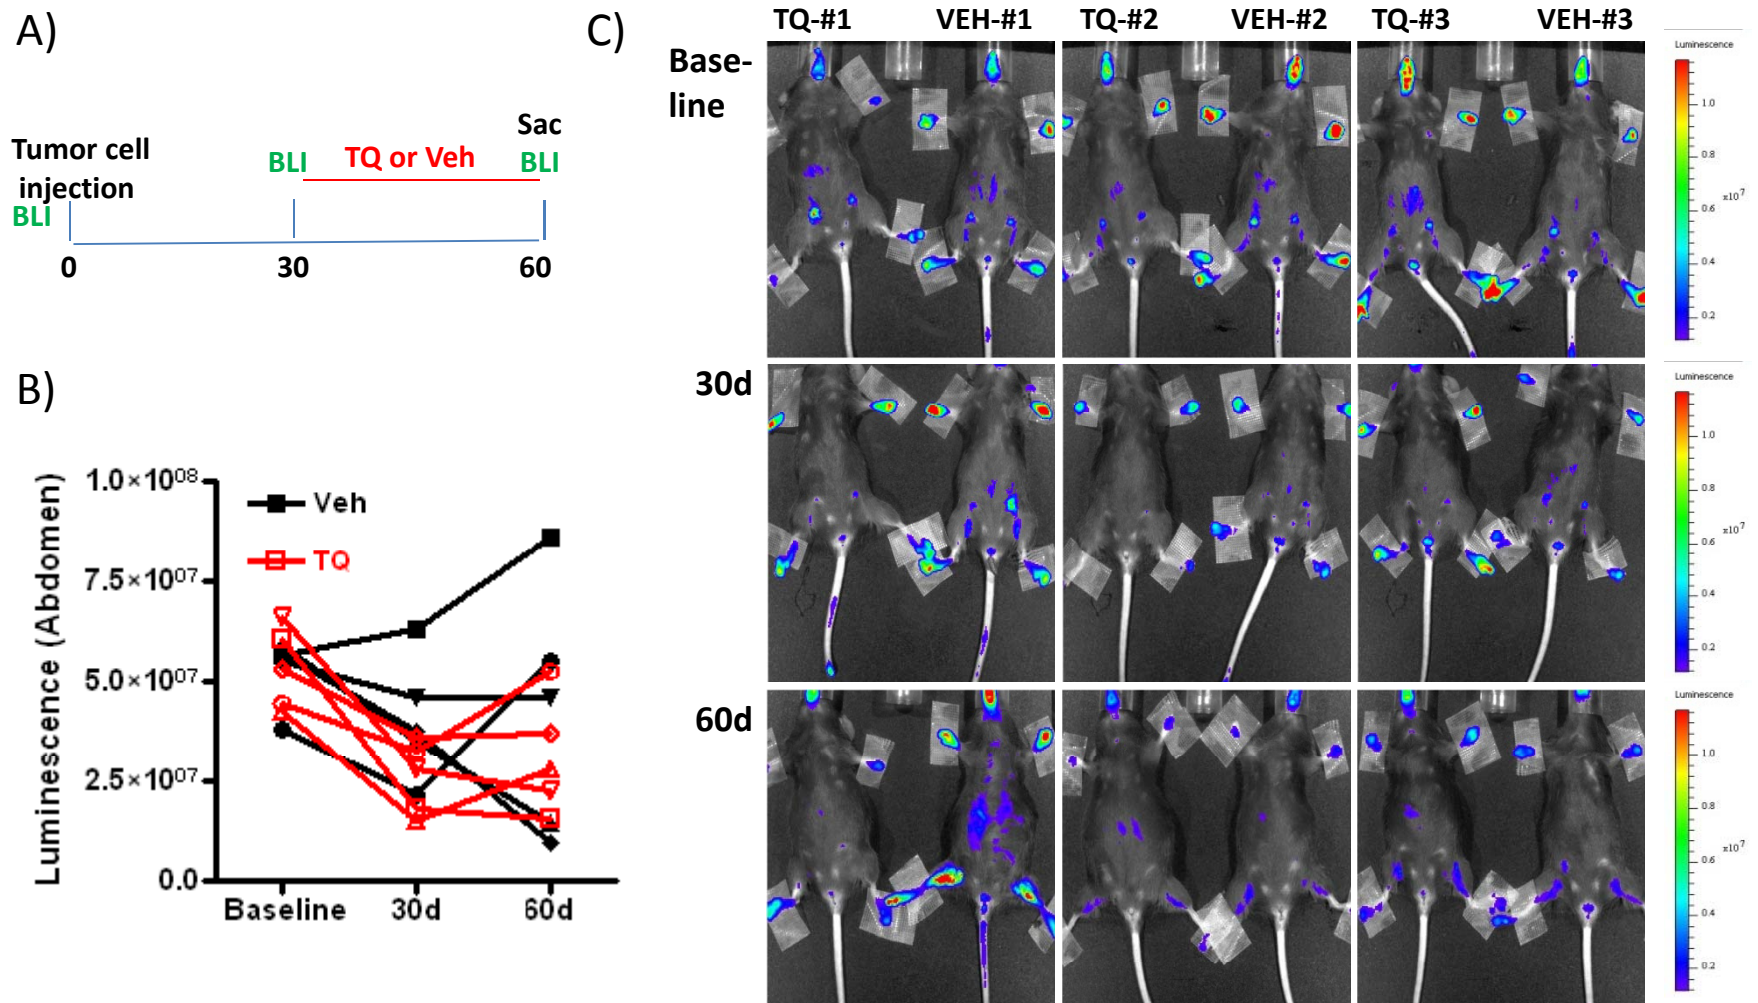 A)
Tumor cell
injection
BLI
BLI
TQ or Veh
Sac
BLI
0
30
60
B)
Luminescence (Abdomen)
1.0×10⁰⁸
7.5×10⁰⁷
5.0×10⁰⁷
2.5×10⁰⁷
0.0
Veh
TQ
Baseline
30d
60d
C)
TQ-#1
VEH-#1
TQ-#2
VEH-#2
TQ-#3
VEH-#3
Base-
line
Luminescence
1.0
0.8
x10⁷
0.6
0.4
0.2
30d
Luminescence
1.0
0.8
x10⁷
0.6
0.4
0.2
60d
Luminescence
1.0
0.8
x10⁷
0.6
0.4
0.2